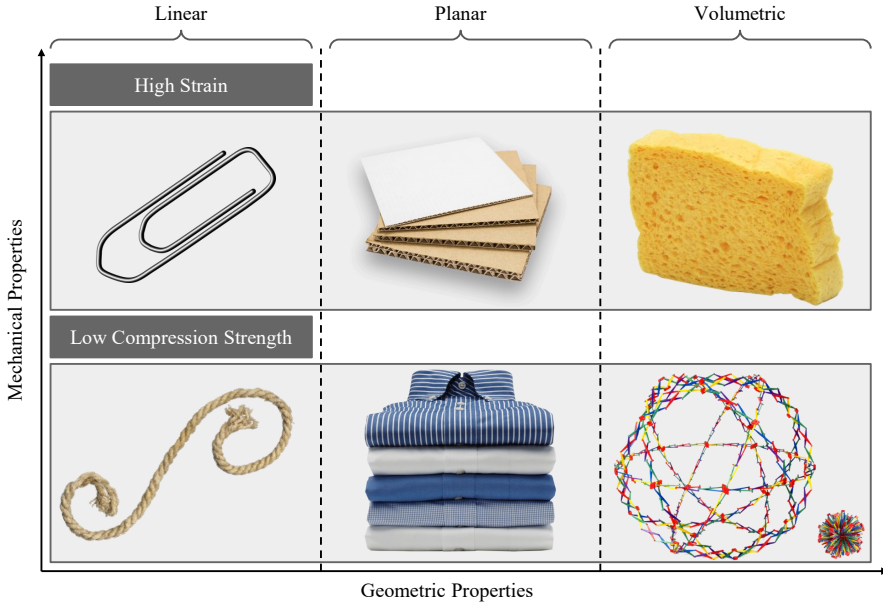 Linear
Planar
Volumetric
High Strain
Low Compression Strength
Mechanical Properties
Geometric Properties